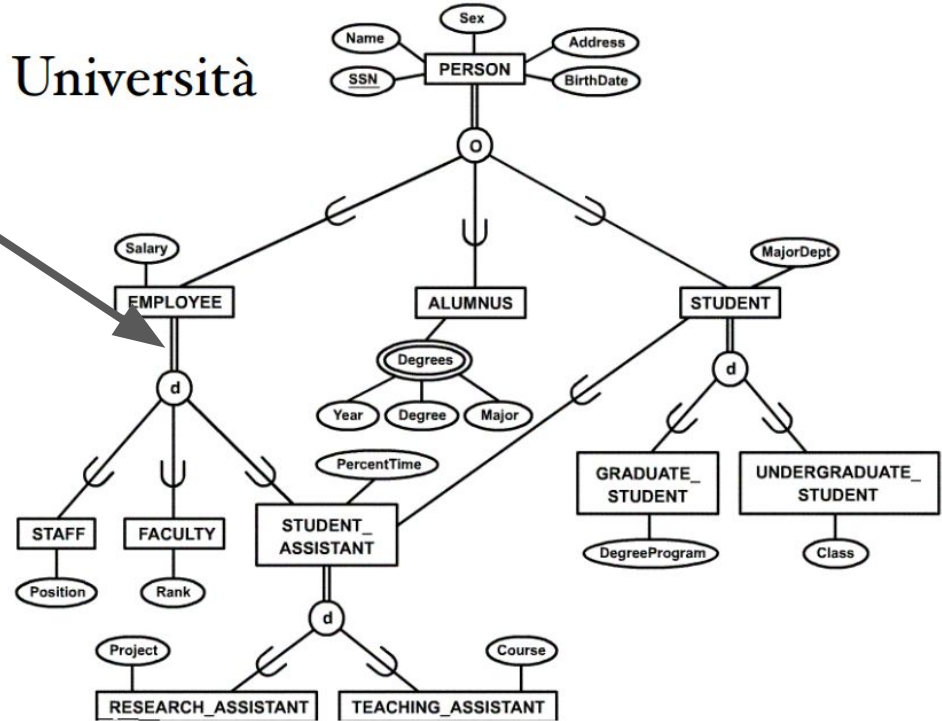 Università
Sex
Name
Address
SSN
PERSON
BirthDate
O
Salary
MajorDept
EMPLOYEE
ALUMNUS
STUDENT
Degrees
d
d
Year
Degree
Major
PercentTime
GRADUATE_
STUDENT
UNDERGRADUATE_
STUDENT
STAFF
FACULTY
STUDENT_
ASSISTANT
DegreeProgram
Class
Position
Rank
d
Project
Course
RESEARCH_ASSISTANT
TEACHING_ASSISTANT